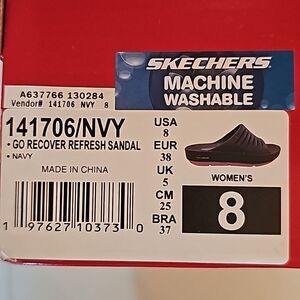 A637766 130284
Vendor# 141706 NVY 8
SKECHERS
MACHINE
WASHABLE
141706/NVY
• GO RECOVER REFRESH SANDAL
• NAVY
MADE IN CHINA
1 97627 10373 0
USA
8
EUR
38
UK
5
CM
25
BRA
37
WOMEN'S
8